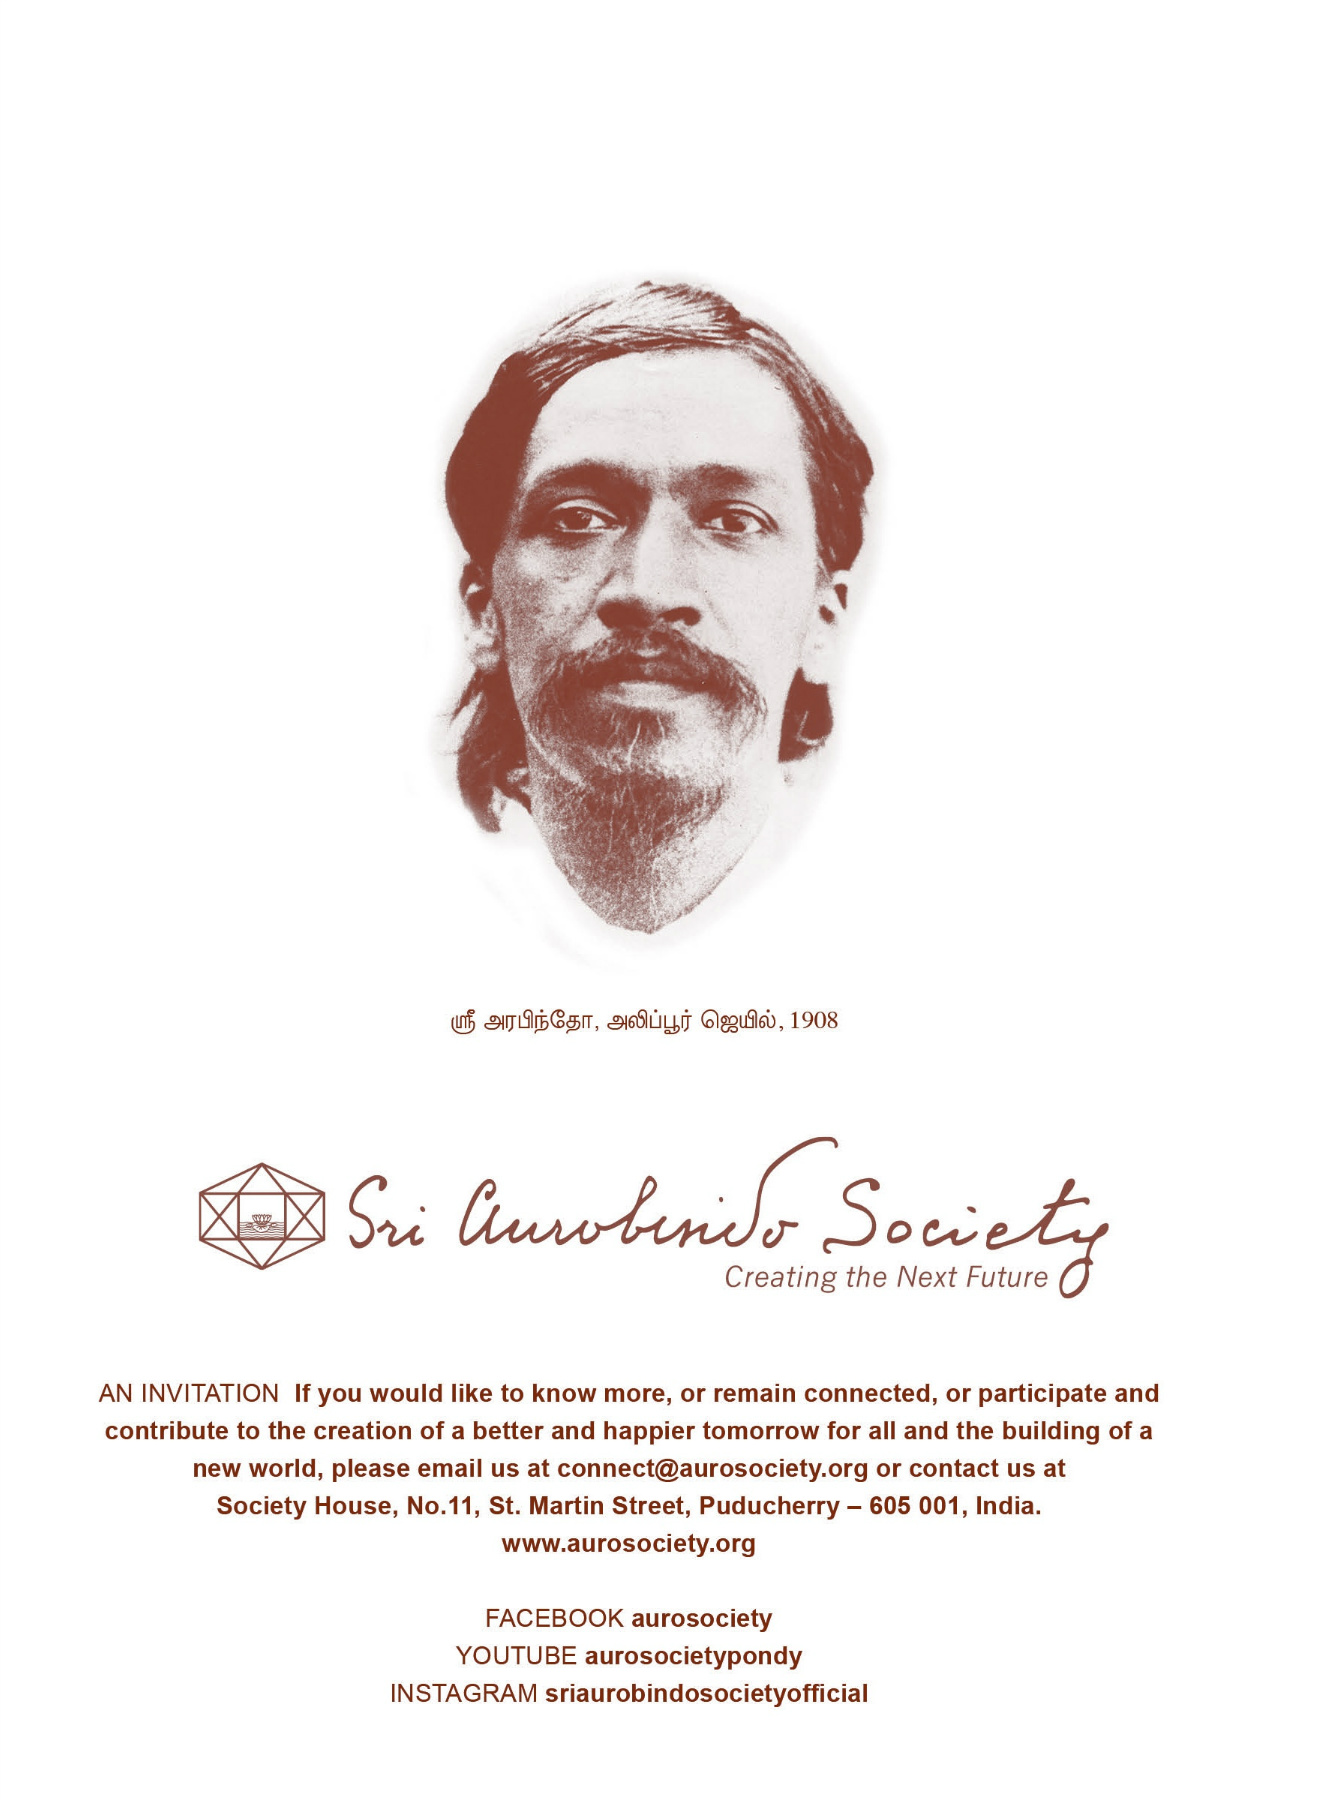 ஸ்ரீ அரபிந்தோ, அலிப்பூர் ஜெயில், 1908
Sri Aurobindo Society
Creating the Next Future
AN INVITATION If you would like to know more, or remain connected, or participate and
contribute to the creation of a better and happier tomorrow for all and the building of a
new world, please email us at connect@aurosociety.org or contact us at
Society House, No.11, St. Martin Street, Puducherry – 605 001, India.
www.aurosociety.org
FACEBOOK aurosociety
YOUTUBE aurosocietypondy
INSTAGRAM sriaurobindosocietyofficial